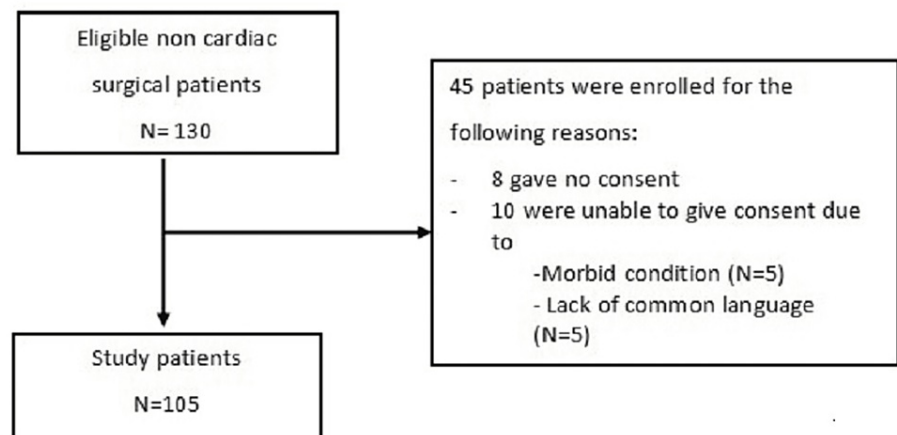 Eligible non cardiac
surgical patients
N= 130
45 patients were enrolled for the
following reasons:
- 8 gave no consent
- 10 were unable to give consent due
to
-Morbid condition (N=5)
- Lack of common language
(N=5)
Study patients
N=105